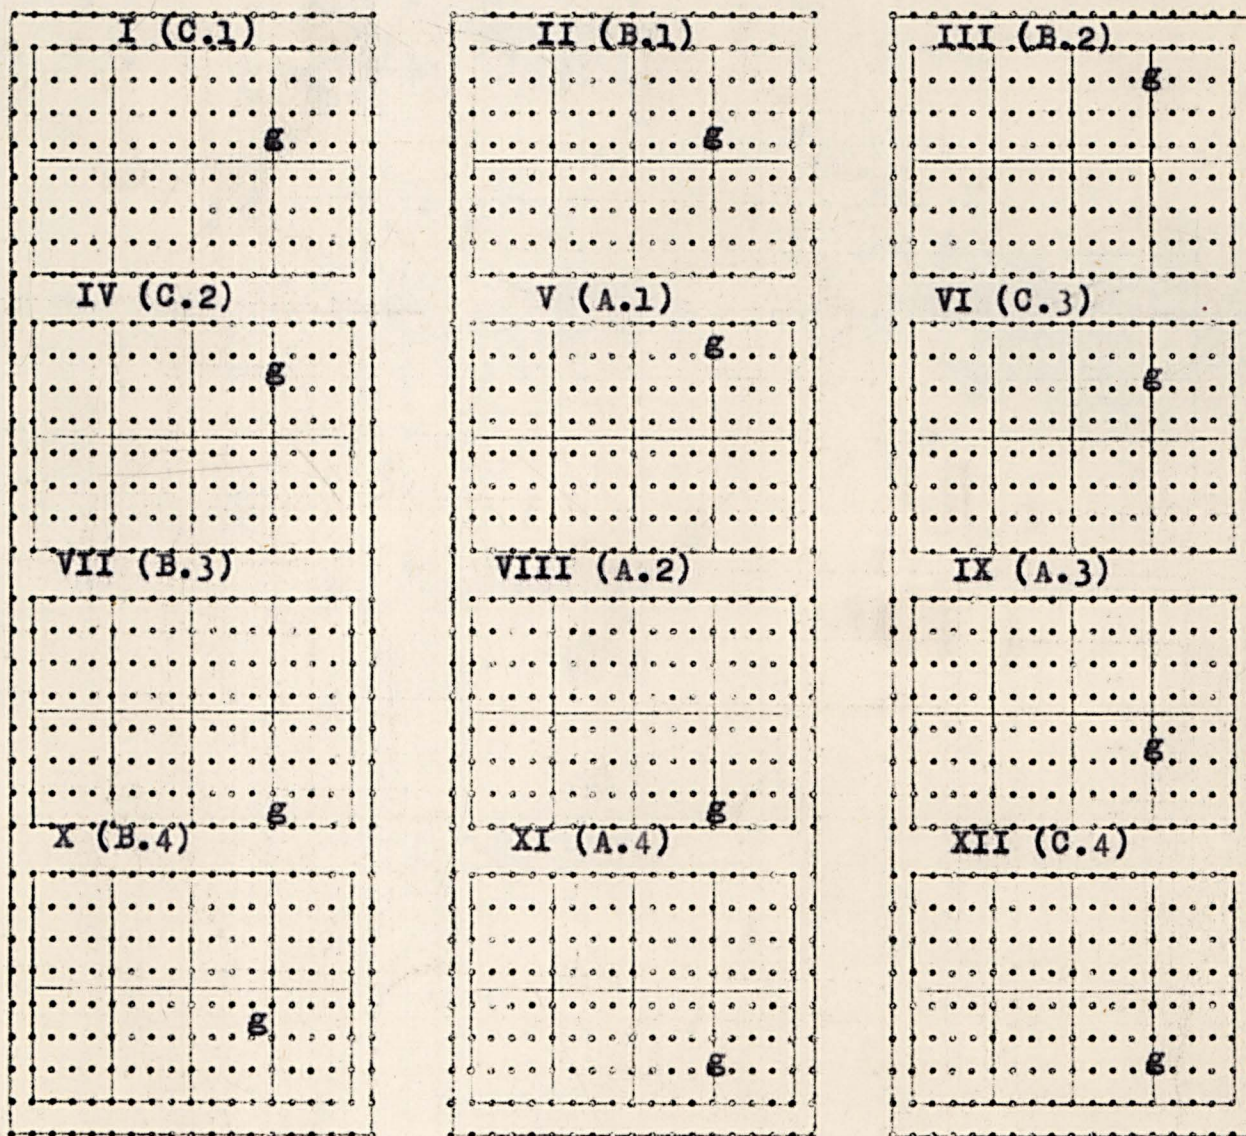 I (C.1) II (B.1) III (B.2)
g
g g
IV (C.2) V (A.1) VI (C.3)
g
g g
VII (B.3) VIII (A.2) IX (A.3)
g
g g
X (B.4) XI (A.4) XII (C.4)
g
g g